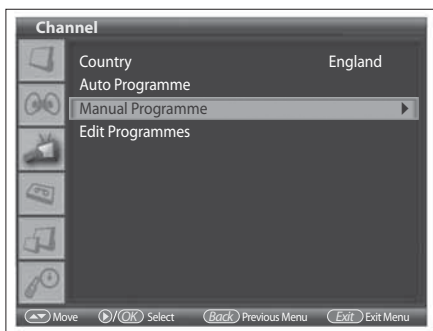 Channel
Country England
Auto Programme
Manual Programme
Edit Programmes
Move /OK Select Back Previous Menu Exit Exit Menu